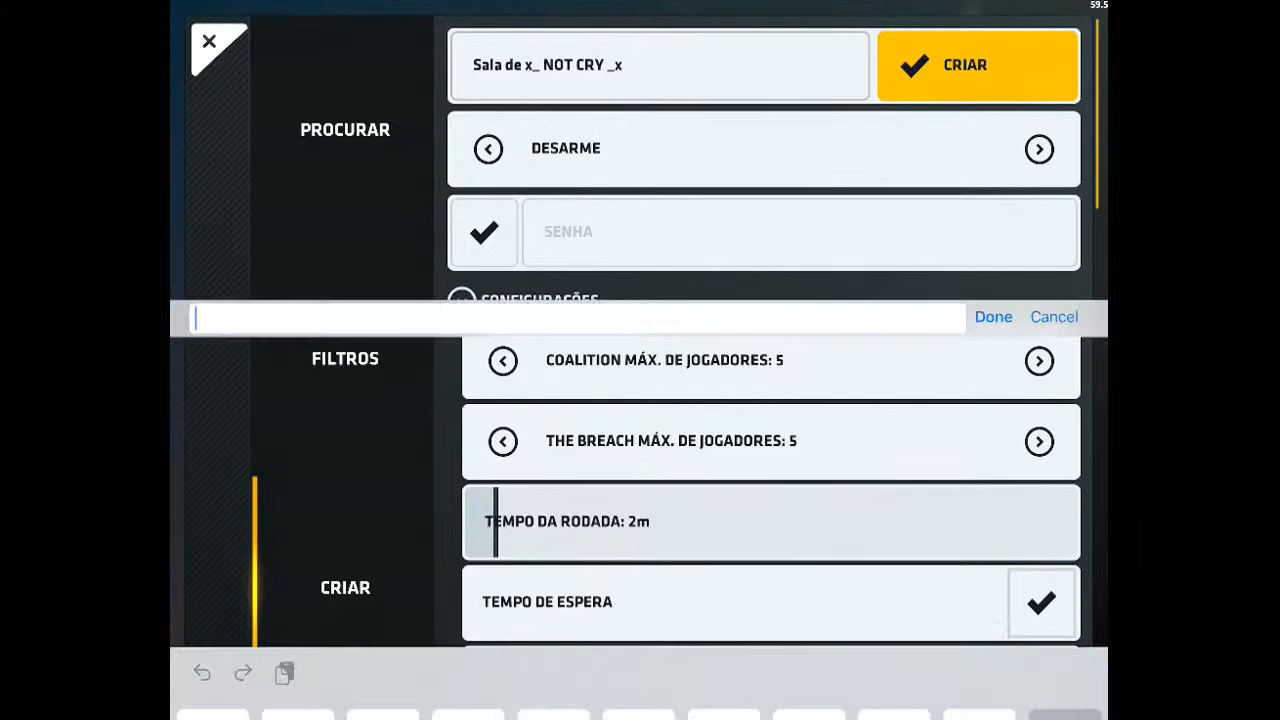 59.5
Sala de x_ NOT CRY _x
CRIAR
PROCURAR
DESARME
SENHA
CONFIGURAÇÕES
Done
Cancel
FILTROS
COALITION MÁX. DE JOGADORES: 5
THE BREACH MÁX. DE JOGADORES: 5
TEMPO DA RODADA: 2m
CRIAR
TEMPO DE ESPERA